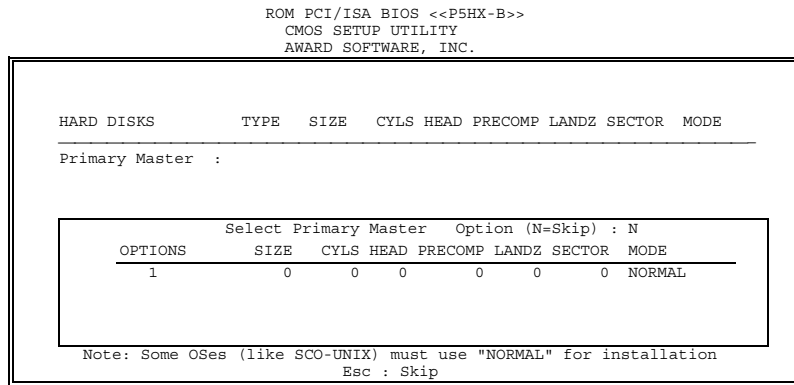 ROM PCI/ISA BIOS <<P5HX-B>>
CMOS SETUP UTILITY
AWARD SOFTWARE, INC.
HARD DISKS TYPE SIZE CYLS HEAD PRECOMP LANDZ SECTOR MODE
Primary Master :
Select Primary Master Option (N=Skip) : N
OPTIONS SIZE CYLS HEAD PRECOMP LANDZ SECTOR MODE
1 0 0 0 0 0 0 NORMAL
Note: Some OSes (like SCO-UNIX) must use "NORMAL" for installation
Esc : Skip